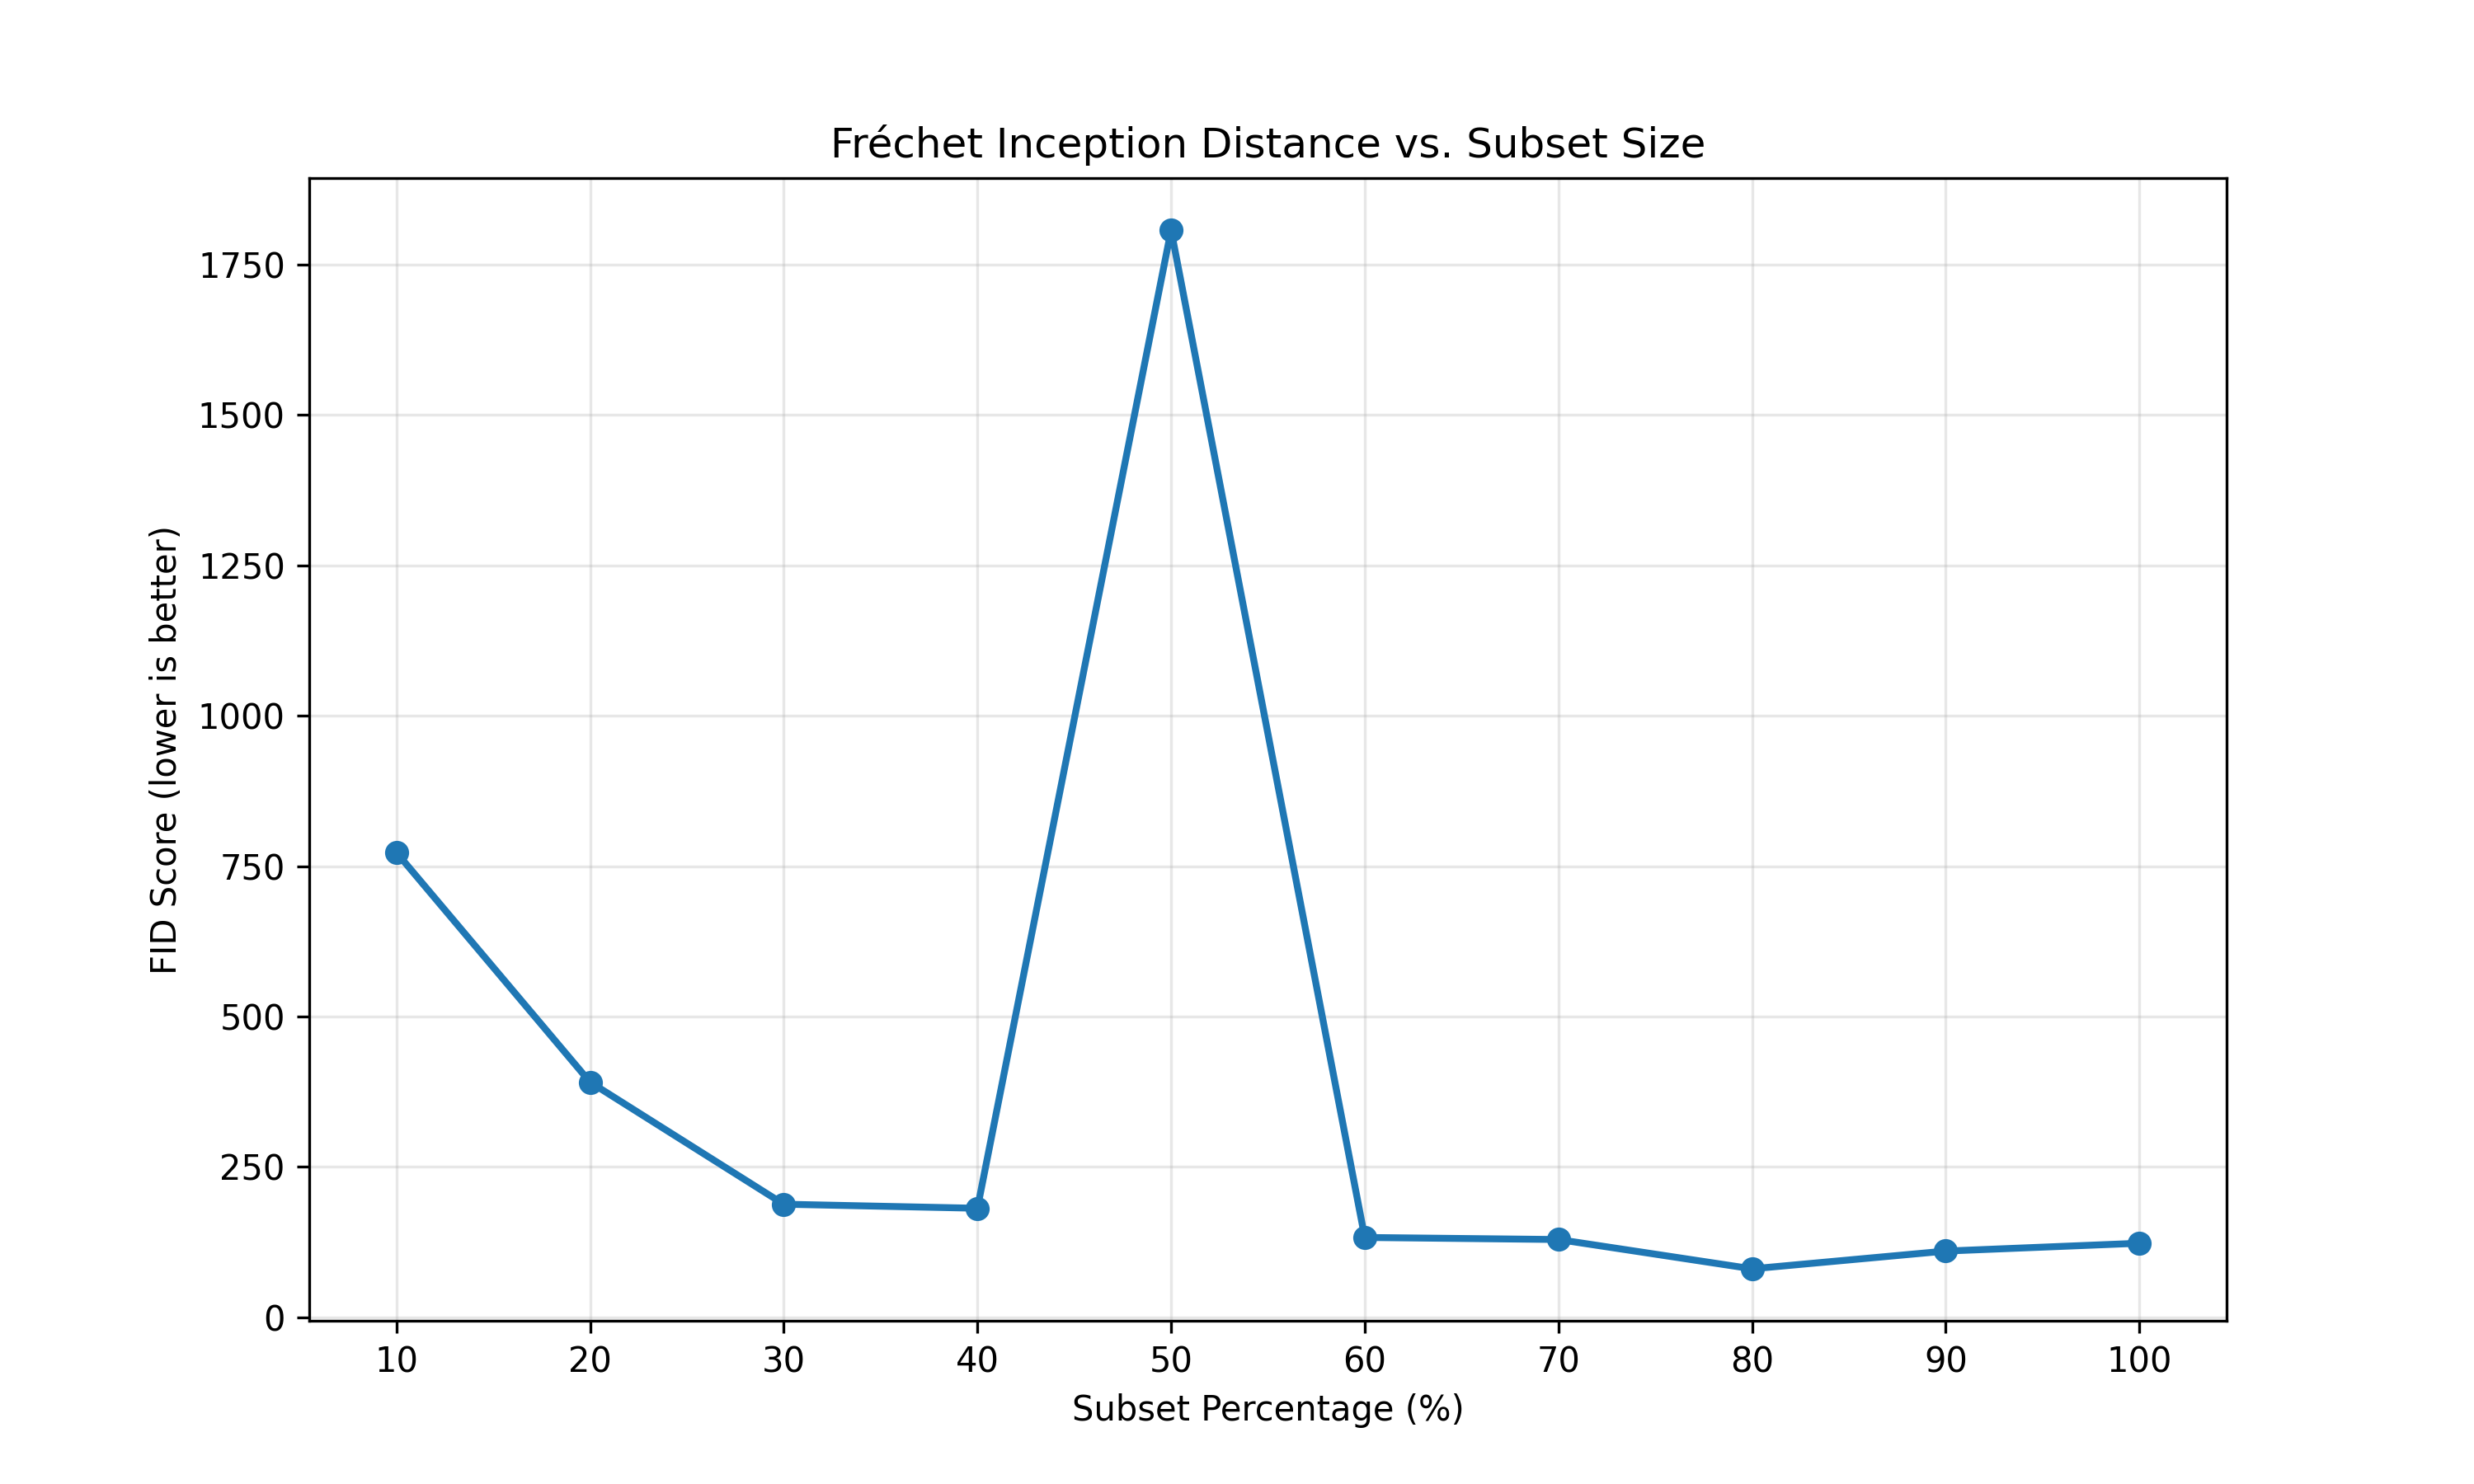 Fréchet Inception Distance vs. Subset Size
FID Score (lower is better)
1750
1500
1250
1000
750
500
250
0
10 20 30 40 50 60 70 80 90 100
Subset Percentage (%)